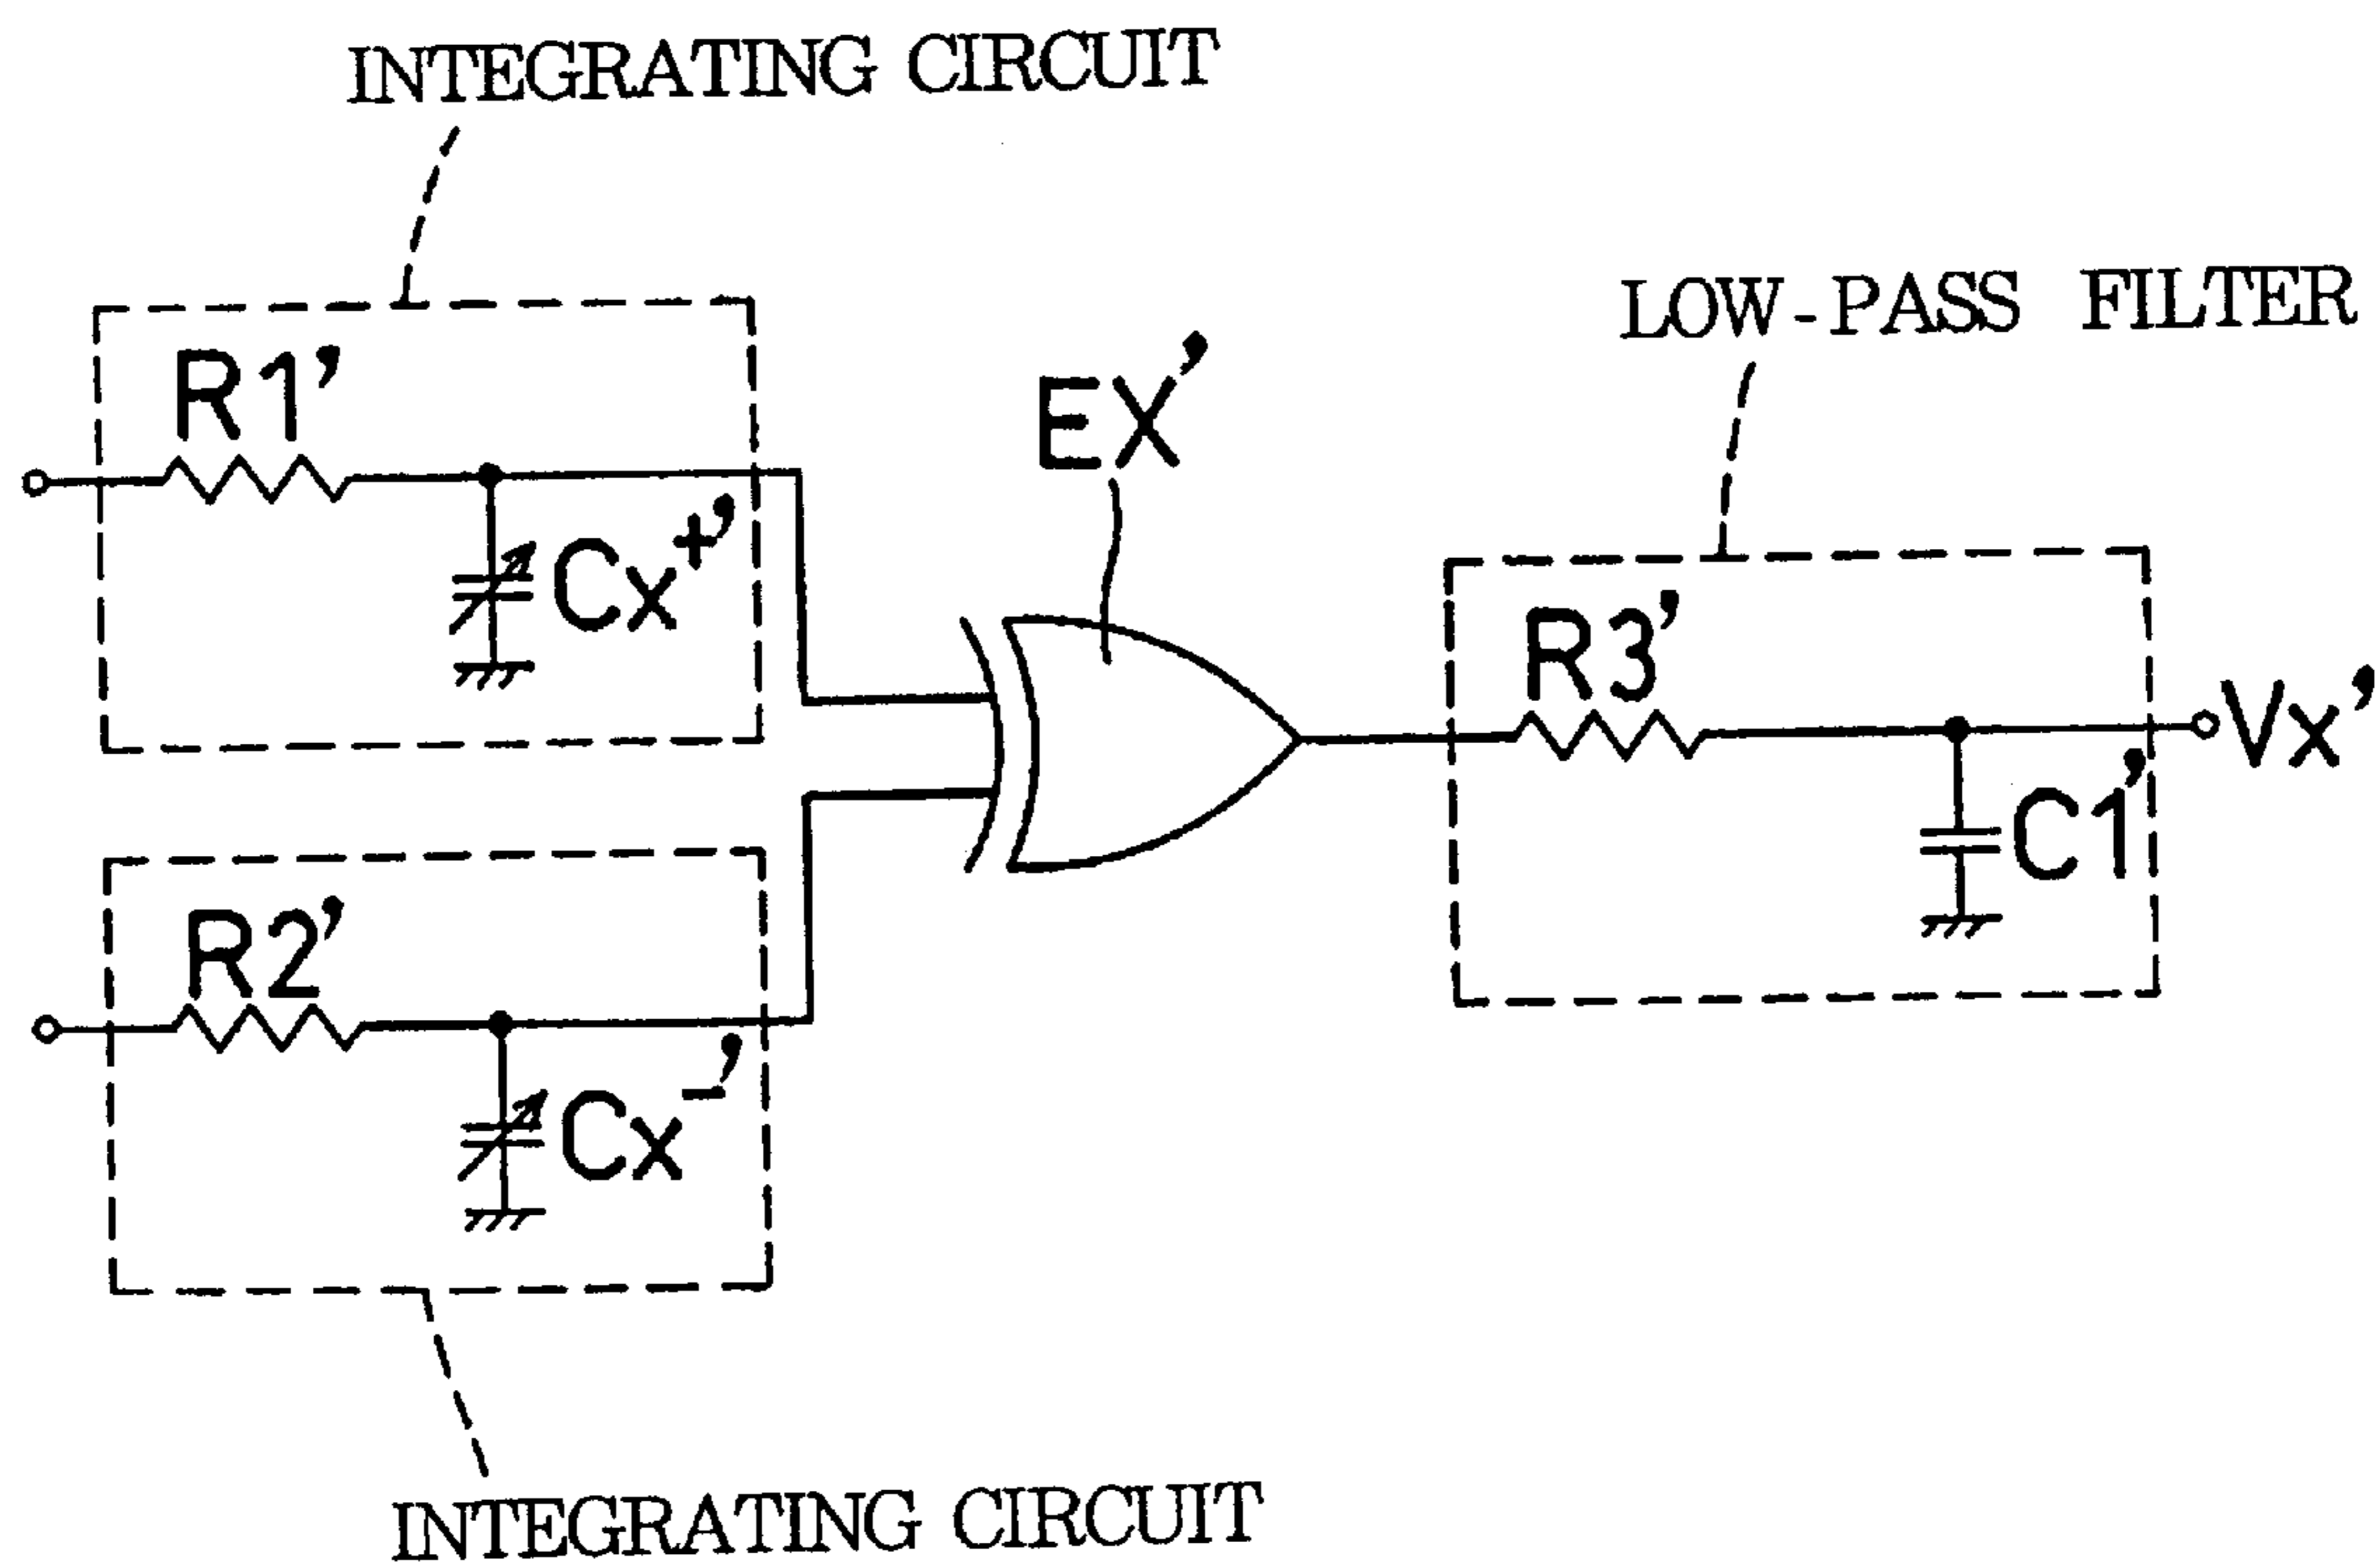 INTEGRATING CIRCUIT
LOW-PASS FILTER
R1'
EX'
Cx+'
R3'
Vx'
C1'
R2'
Cx-'
INTEGRATING CIRCUIT